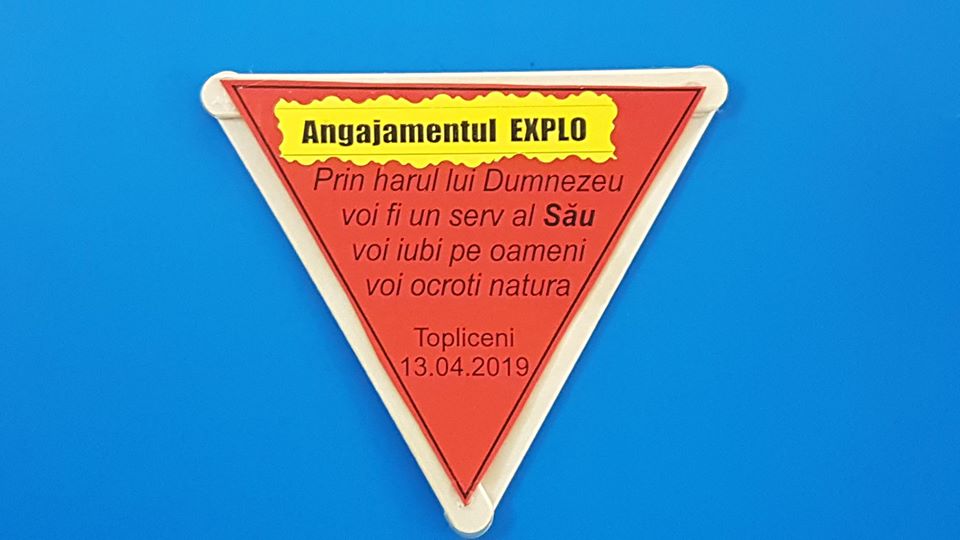 Angajamentul EXPLO
Prin harul lui Dumnezeu
voi fi un serv al Său
voi iubi pe oameni
voi ocroti natura
Topliceni
13.04.2019